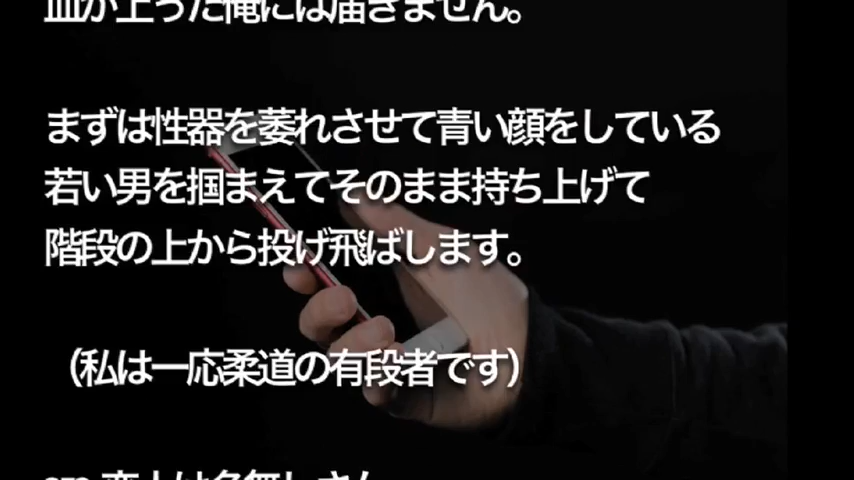 血が上った俺には届きません。
まずは性器を萎れさせて青い顔をしている
若い男を掴まえてそのまま持ち上げて
階段の上から投げ飛ばします。
（私は一応柔道の有段者です）